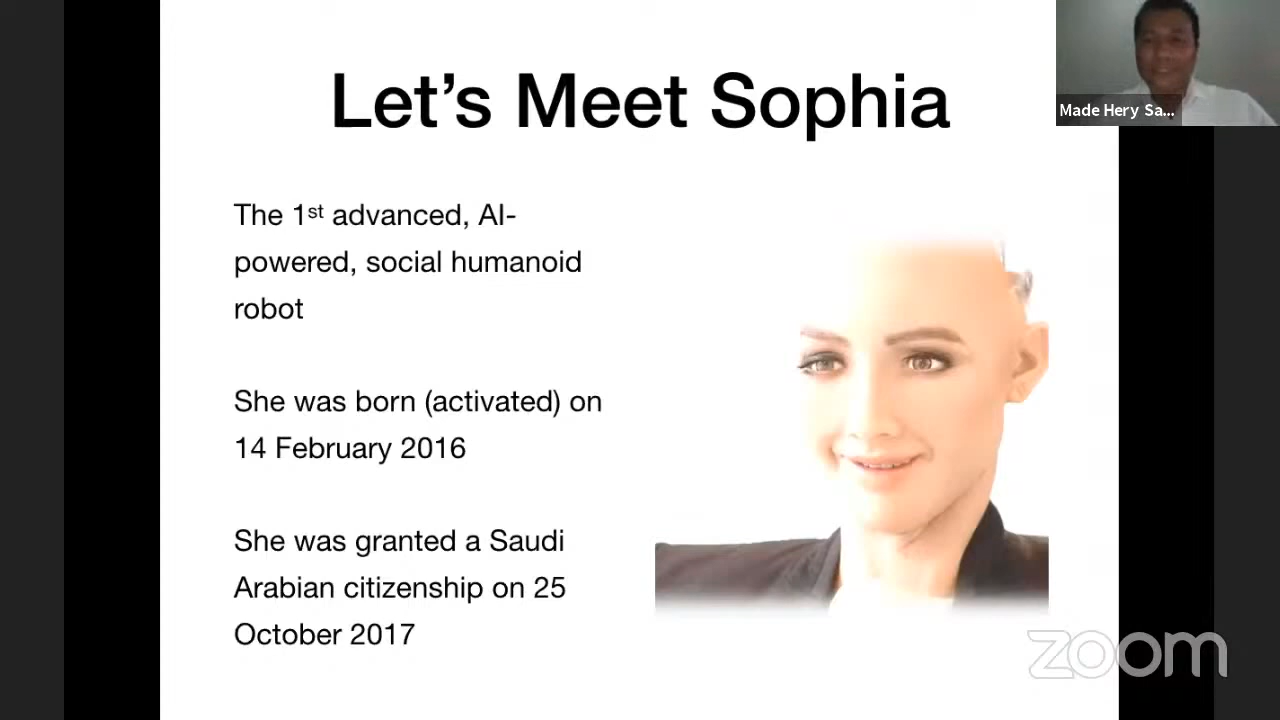 Let's Meet Sophia
The 1st advanced, AI-
powered, social humanoid
robot
She was born (activated) on
14 February 2016
She was granted a Saudi
Arabian citizenship on 25
October 2017
Made Hery Sa...
zoom